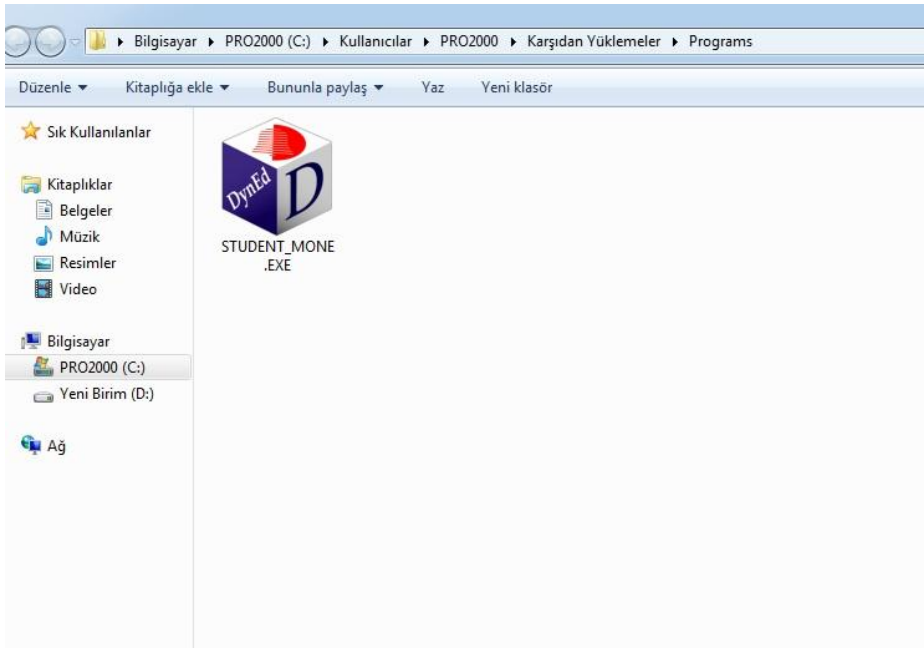 Bilgisayar ▸ PRO2000 (C:) ▸ Kullanıcılar ▸ PRO2000 ▸ Karşıdan Yüklemeler ▸ Programs
Düzenle Kitaplığa ekle Bununla paylaş Yaz Yeni klasör
Sık Kullanılanlar
Kitaplıklar
Belgeler
Müzik
Resimler
Video
Bilgisayar
PRO2000 (C:)
Yeni Birim (D:)
Ağ
DynEd D
STUDENT_MONE
.EXE